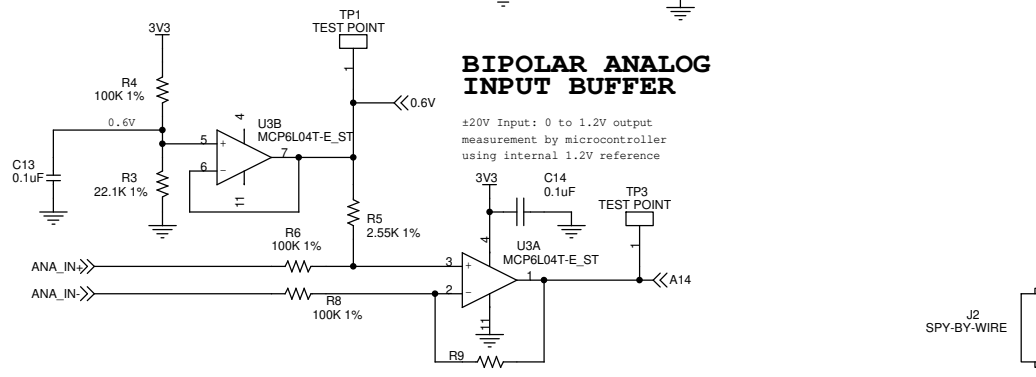 TP1
TEST POINT
1
3V3
R4
100K 1%
0.6V
0.6V
BIPOLAR ANALOG
INPUT BUFFER
±20V Input: 0 to 1.2V output
measurement by microcontroller
using internal 1.2V reference
U3B
MCP6L04T-E_ST
4
5
+
6
-
7
11
C13
0.1uF
R3
22.1K 1%
R5
2.55K 1%
3V3
C14
0.1uF
TP3
TEST POINT
1
R6
100K 1%
U3A
MCP6L04T-E_ST
4
ANA_IN+
3
+
1
A14
ANA_IN-
2
-
11
R8
100K 1%
R9
J2
SPY-BY-WIRE